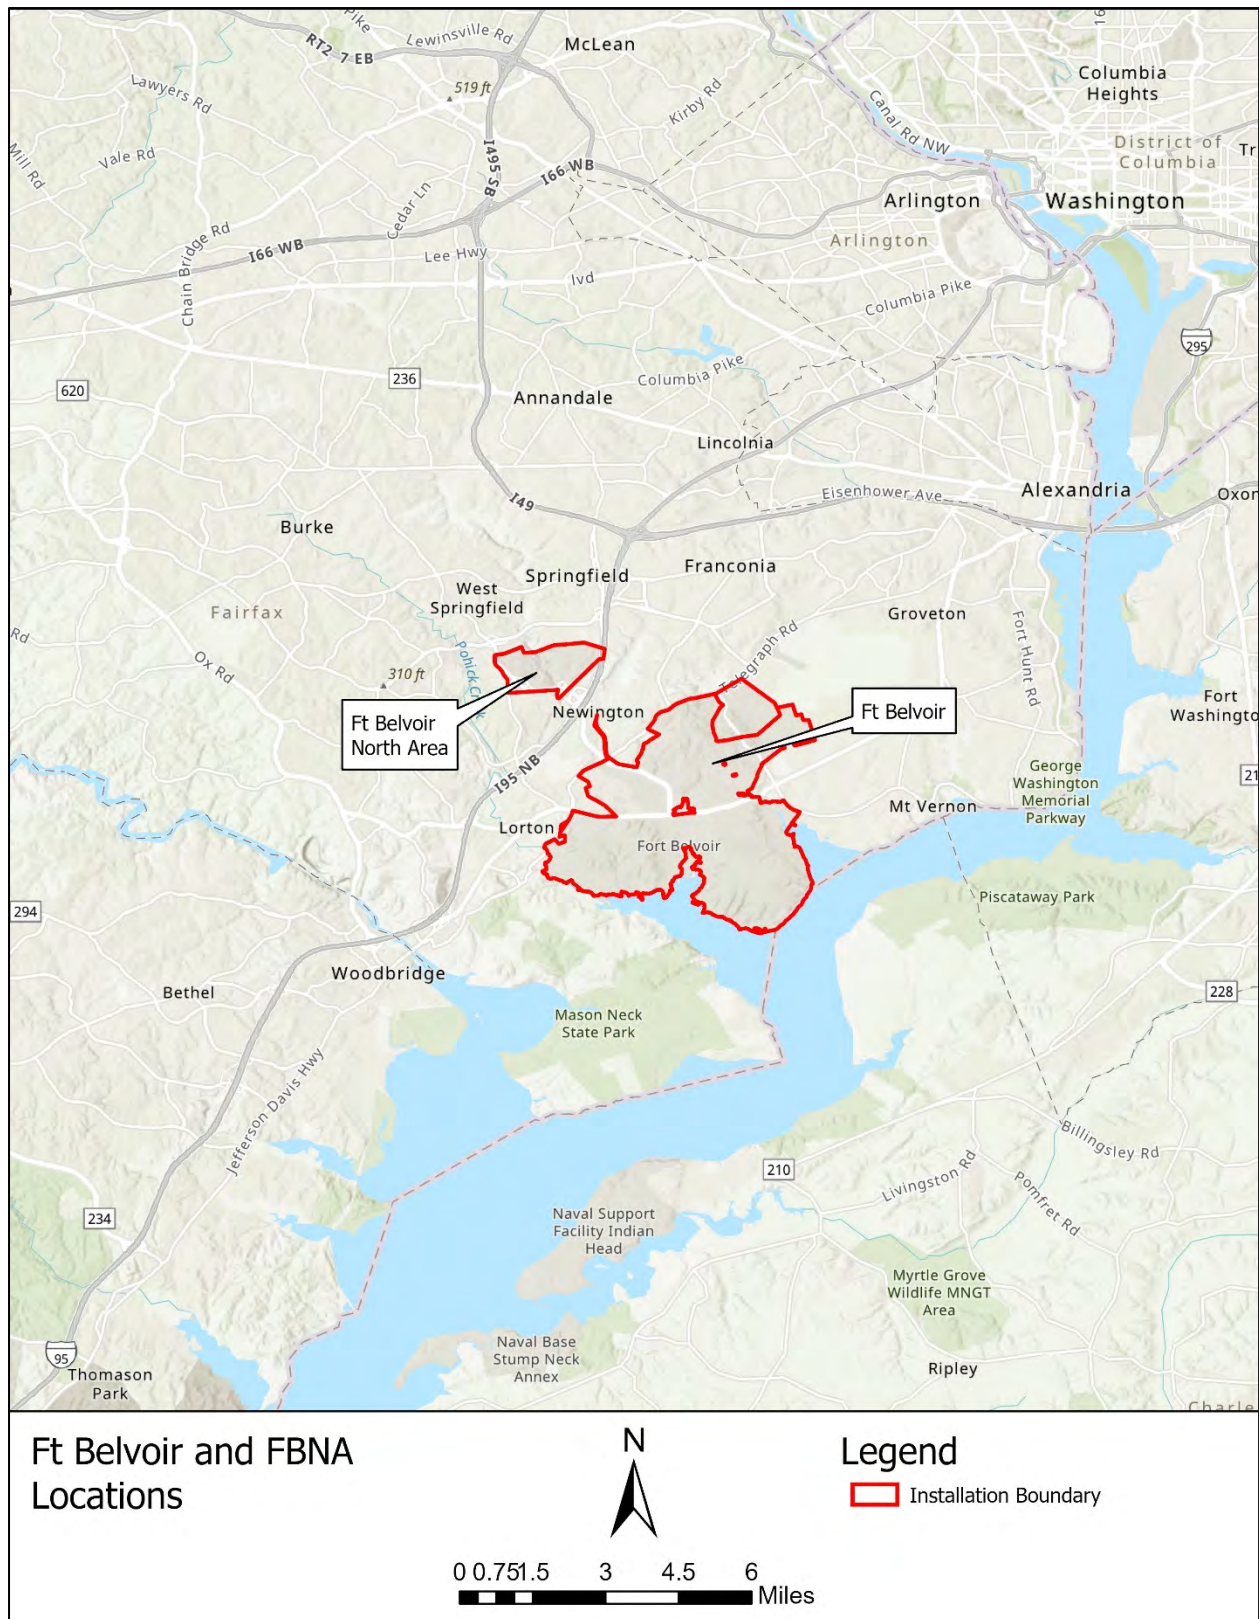 Pike
Lewinsville Rd
McLean
RT2 7 EB
Columbia
Heights
Lawyers Rd
519 ft
Kirby Rd
Canal Rd NW
District of
Columbia
Mill Rd
Vale Rd
I495 SB
I66 WB
Cedar Ln
Arlington
Washington
Chain Bridge Rd
I66 WB
Lee Hwy
Arlington
lvd
Columbia Pike
295
620
236
Columbia Pike
Annandale
Lincolnia
I49
Eisenhower Ave
Alexandria
Oxon
Burke
Springfield
Franconia
West
Springfield
Fairfax
Groveton
Rd
Ox Rd
Pohick Creek
Telegraph Rd
Fort Hunt Rd
310 ft
Fort
Washington
Ft Belvoir
North Area
Newington
Ft Belvoir
I95 NB
George
Washington
Memorial
Parkway
Mt Vernon
Lorton
Fort Belvoir
Piscataway Park
294
Woodbridge
Bethel
228
Mason Neck
State Park
Jefferson Davis Hwy
Billingsley Rd
210
Livingston Rd
Pomfret Rd
234
Naval Support
Facility Indian
Head
Myrtle Grove
Wildlife MNGT
Area
Naval Base
Stump Neck
Annex
95
Thomason
Park
Ripley
Charle
Ft Belvoir and FBNA
Locations
N
Legend
Installation Boundary
0 0.75 1.5 3 4.5 6
Miles